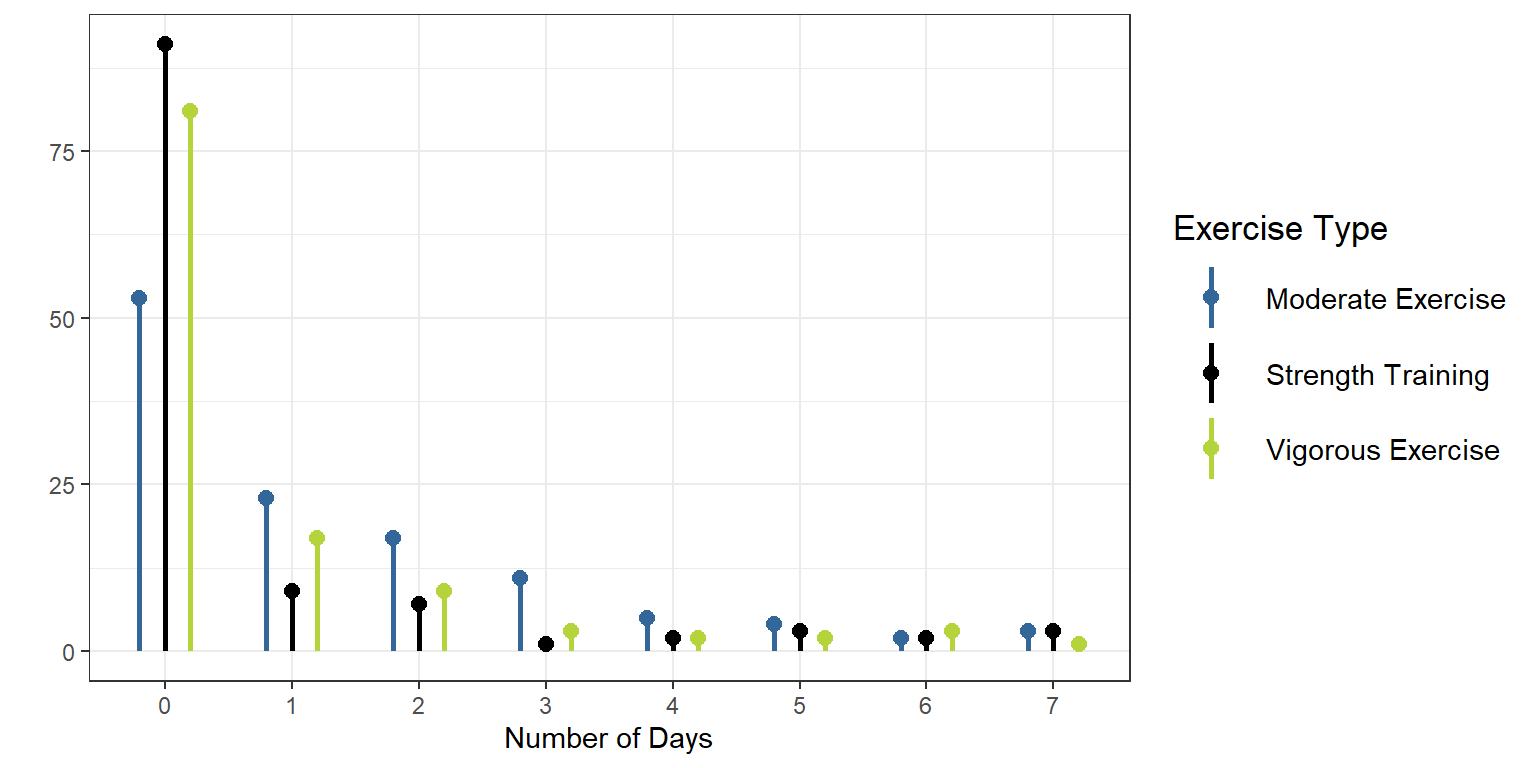 75
50
25
0
0 1 2 3 4 5 6 7
Number of Days
Exercise Type
Moderate Exercise
Strength Training
Vigorous Exercise